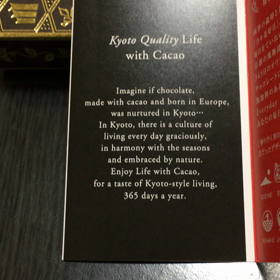 Kyoto Quality Life
with Cacao
Imagine if chocolate,
made with cacao and born in Europe,
was nurtured in Kyoto…
In Kyoto, there is a culture of
living every day graciously,
in harmony with the seasons
and embraced by nature.
Enjoy Life with Cacao,
for a taste of Kyoto-style living,
365 days a year.